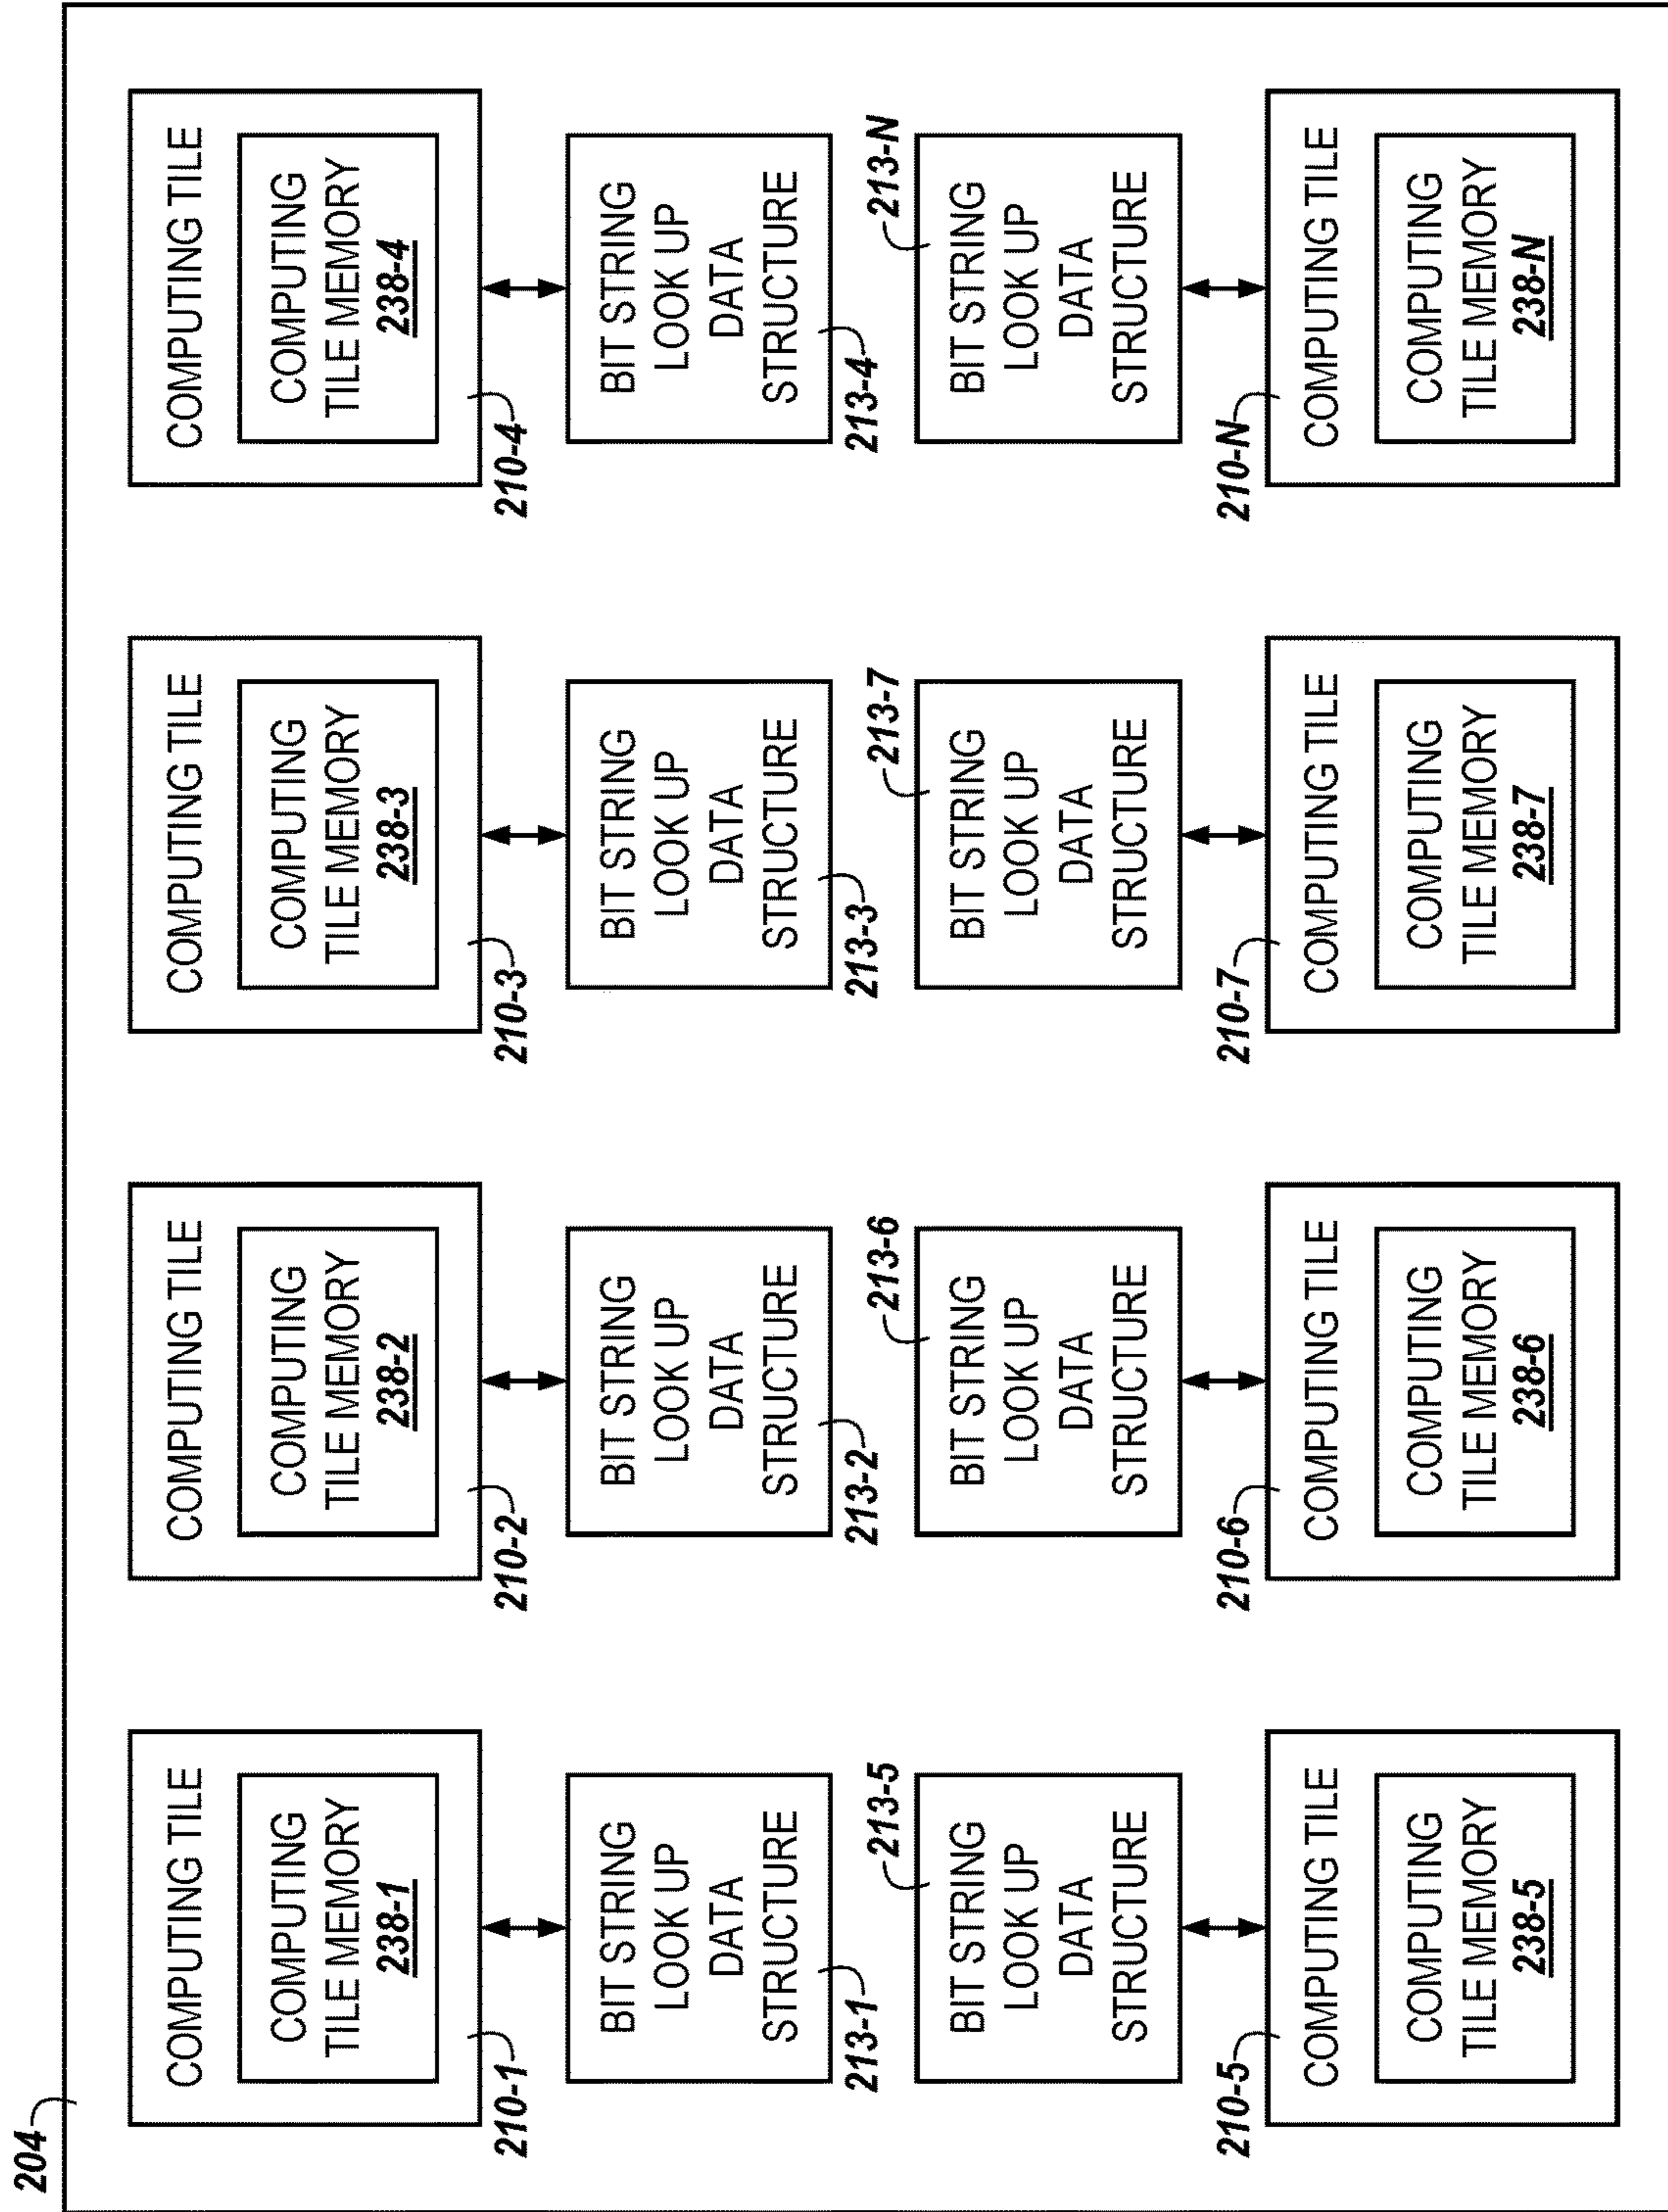 204
COMPUTING TILE
COMPUTING
TILE MEMORY
238-1
210-1
BIT STRING
LOOK UP
DATA
STRUCTURE
213-1
COMPUTING TILE
COMPUTING
TILE MEMORY
238-2
210-2
BIT STRING
LOOK UP
DATA
STRUCTURE
213-2
COMPUTING TILE
COMPUTING
TILE MEMORY
238-3
210-3
BIT STRING
LOOK UP
DATA
STRUCTURE
213-3
COMPUTING TILE
COMPUTING
TILE MEMORY
238-4
210-4
BIT STRING
LOOK UP
DATA
STRUCTURE
213-4
213-5
BIT STRING
LOOK UP
DATA
STRUCTURE
210-5
COMPUTING TILE
COMPUTING
TILE MEMORY
238-5
213-6
BIT STRING
LOOK UP
DATA
STRUCTURE
210-6
COMPUTING TILE
COMPUTING
TILE MEMORY
238-6
213-7
BIT STRING
LOOK UP
DATA
STRUCTURE
210-7
COMPUTING TILE
COMPUTING
TILE MEMORY
238-7
213-N
BIT STRING
LOOK UP
DATA
STRUCTURE
210-N
COMPUTING TILE
COMPUTING
TILE MEMORY
238-N